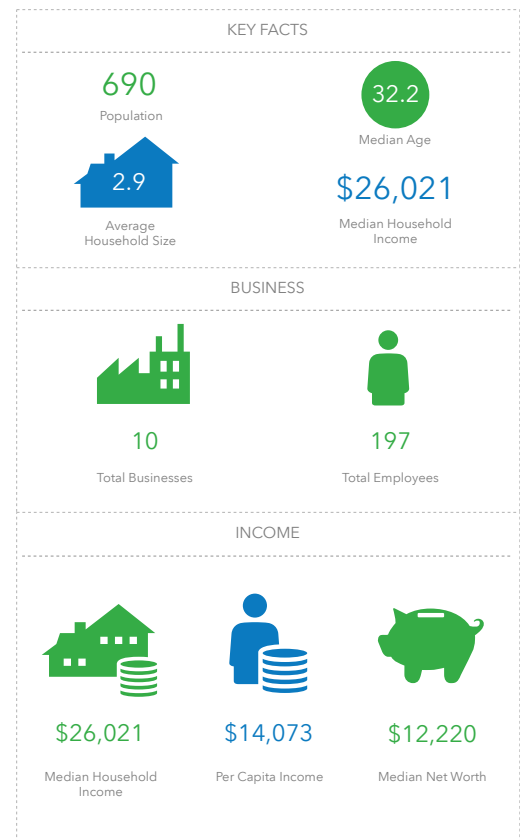 KEY FACTS
690
Population
32.2
Median Age
2.9
Average
Household Size
$26,021
Median Household
Income
BUSINESS
10
Total Businesses
197
Total Employees
INCOME
$26,021
Median Household
Income
$14,073
Per Capita Income
$12,220
Median Net Worth